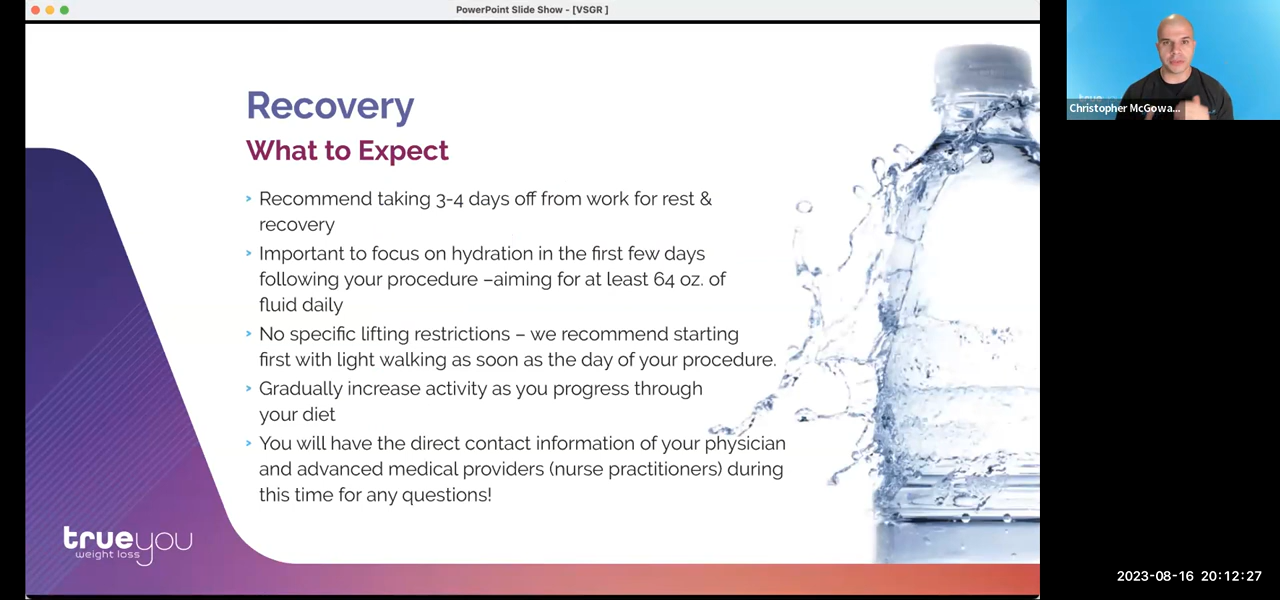 PowerPoint Slide Show - [VSGR ]
Recovery
What to Expect
Recommend taking 3-4 days off from work for rest &
recovery
Important to focus on hydration in the first few days
following your procedure –aiming for at least 64 oz. of
fluid daily
No specific lifting restrictions – we recommend starting
first with light walking as soon as the day of your procedure.
Gradually increase activity as you progress through
your diet
You will have the direct contact information of your physician
and advanced medical providers (nurse practitioners) during
this time for any questions!
trueyou
weight loss
true
Christopher McGowa...
2023-08-16 20:12:27